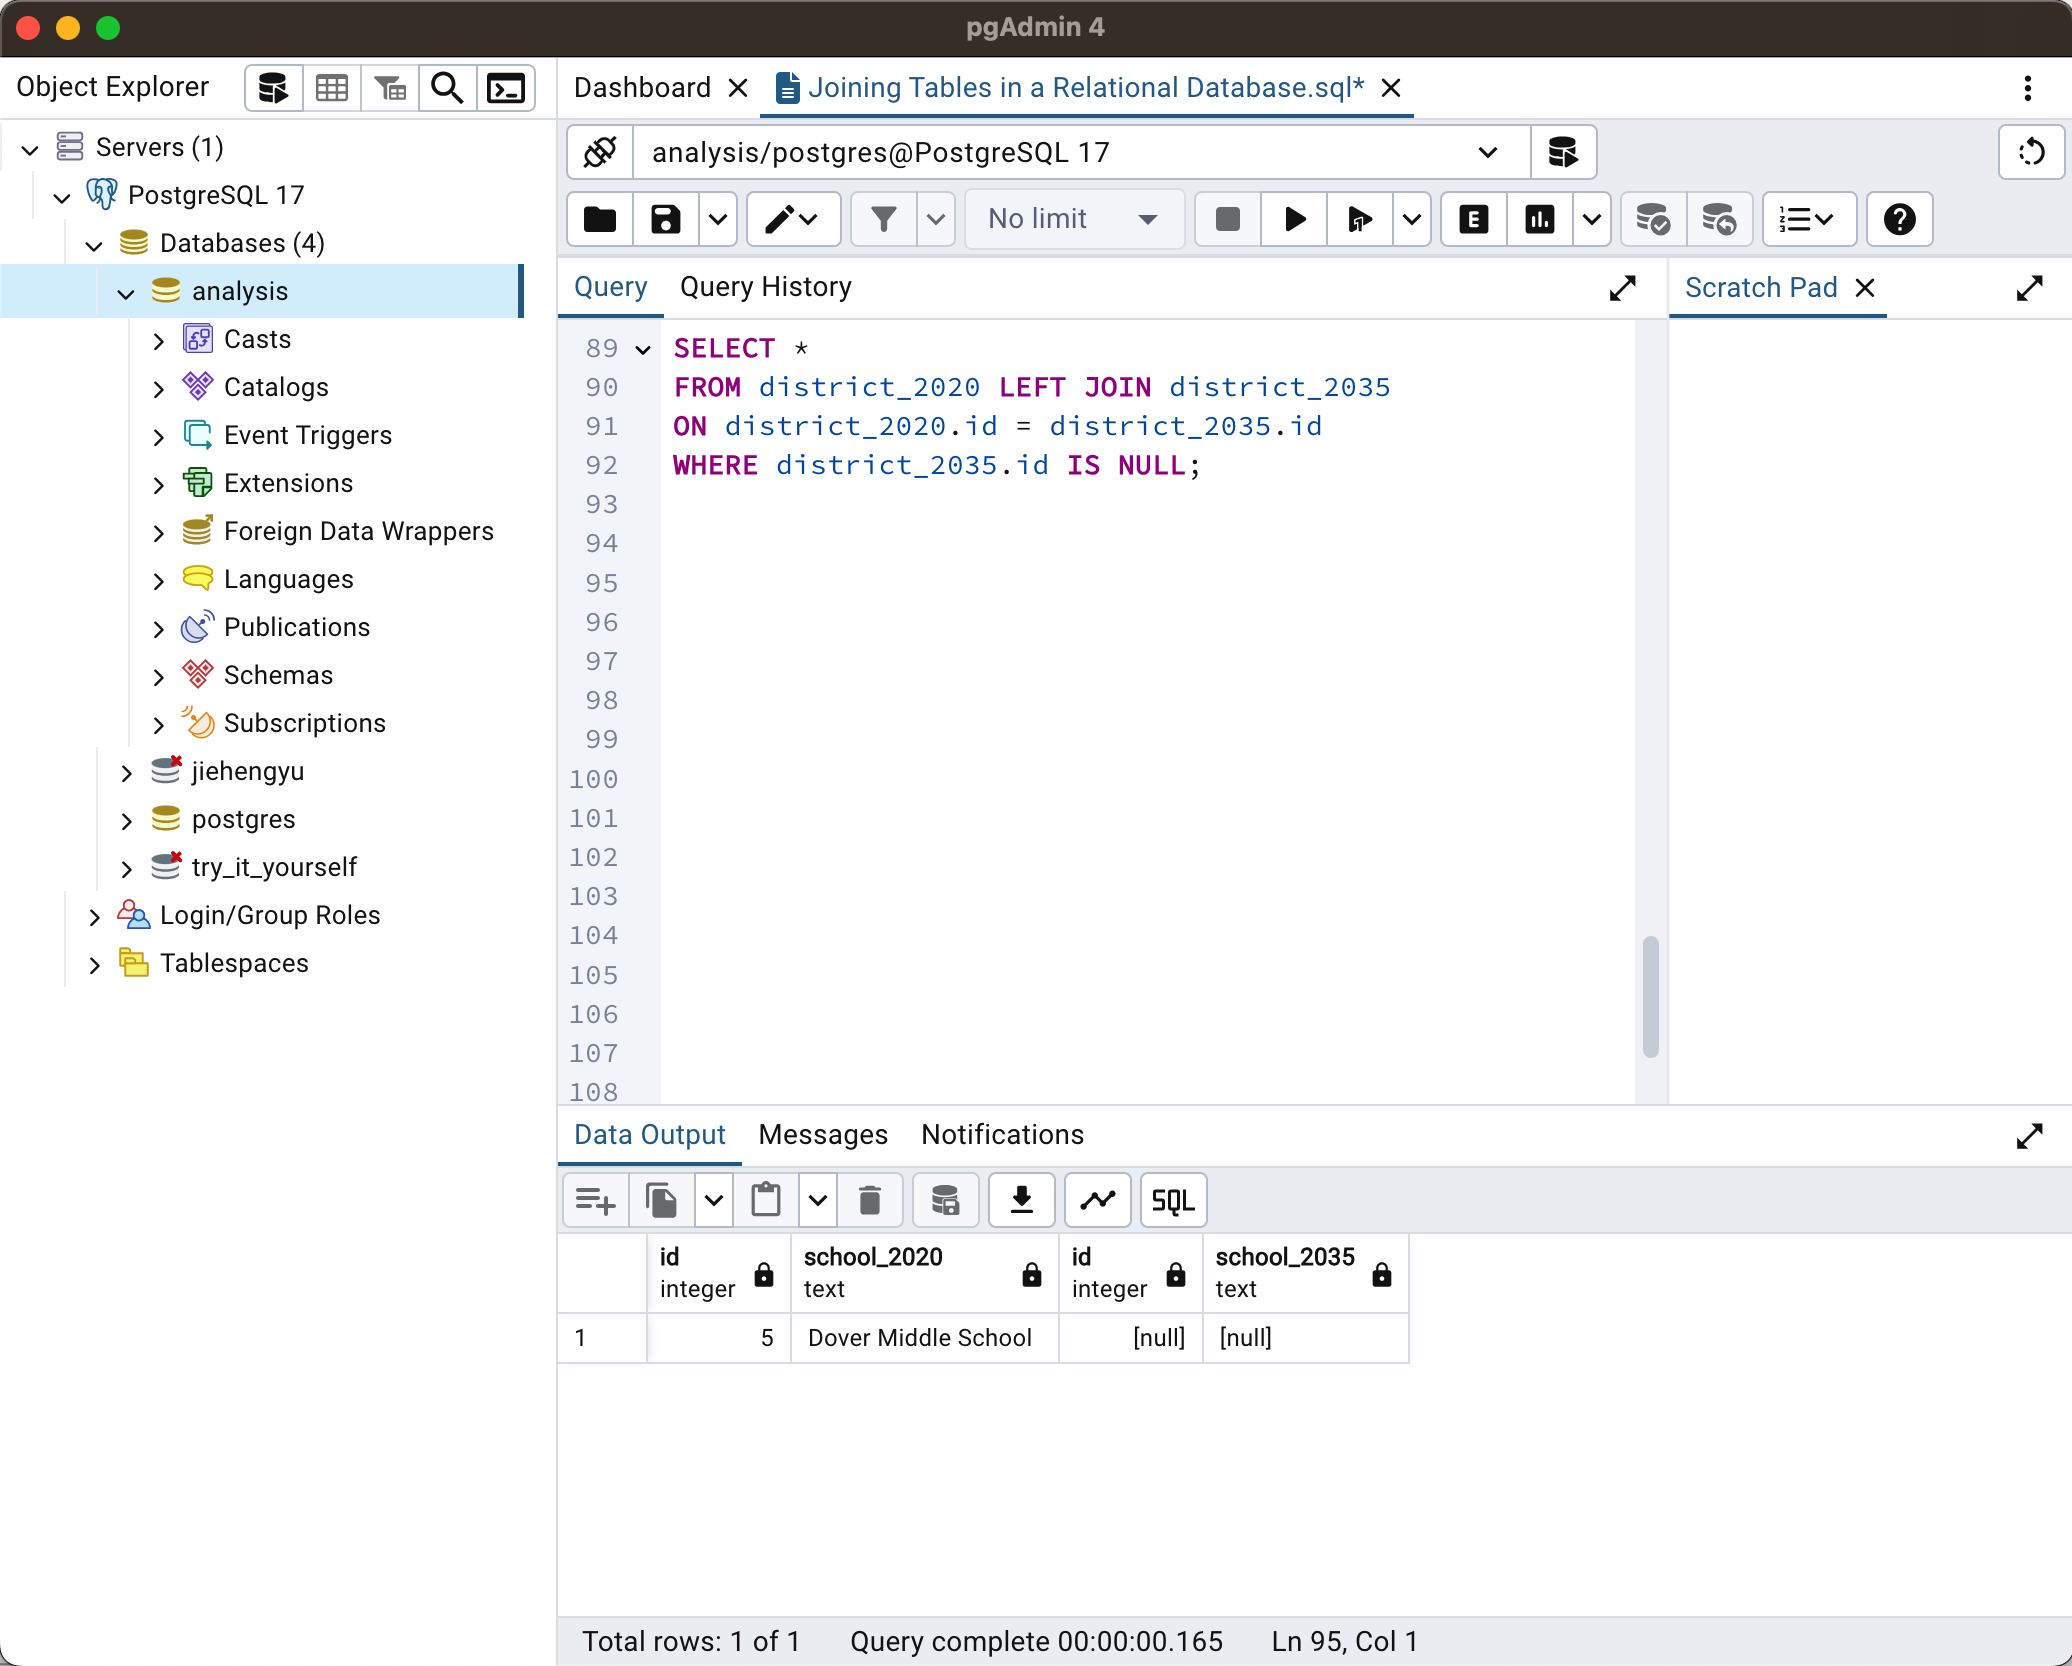 pgAdmin 4
Object Explorer
Servers (1)
PostgreSQL 17
Databases (4)
analysis
Casts
Catalogs
Event Triggers
Extensions
Foreign Data Wrappers
Languages
Publications
Schemas
Subscriptions
jiehengyu
postgres
try_it_yourself
Login/Group Roles
Tablespaces
Dashboard
Joining Tables in a Relational Database.sql*
analysis/postgres@PostgreSQL 17
No limit
E
Query Query History
Scratch Pad
89 SELECT *
90 FROM district_2020 LEFT JOIN district_2035
91 ON district_2020.id = district_2035.id
92 WHERE district_2035.id IS NULL;
93
94
95
96
97
98
99
100
101
102
103
104
105
106
107
108
Data Output Messages Notifications
SQL
id school_2020 id school_2035
integer text integer text
1 5 Dover Middle School [null] [null]
Total rows: 1 of 1 Query complete 00:00:00.165 Ln 95, Col 1